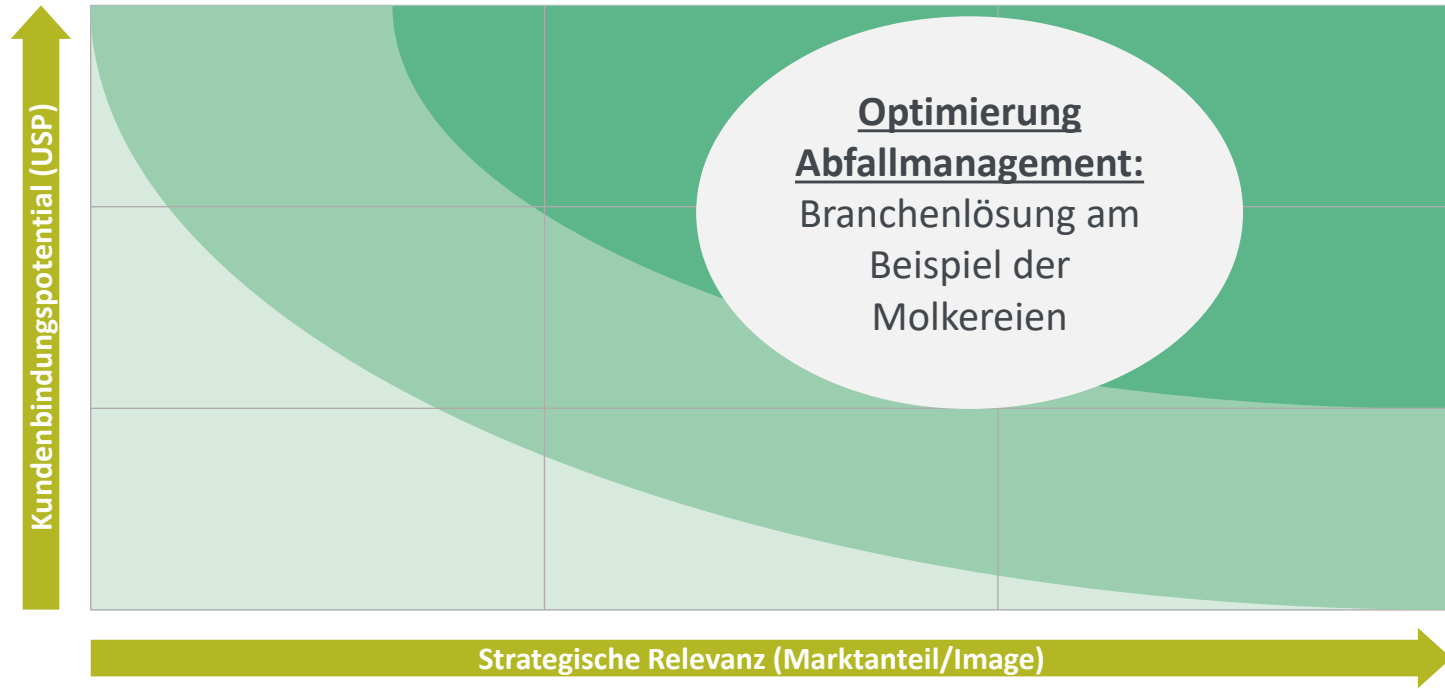 Kundenbindungspotential (USP)
Optimierung
Abfallmanagement:
Branchenlösung am
Beispiel der
Molkereien
Strategische Relevanz (Marktanteil/Image)